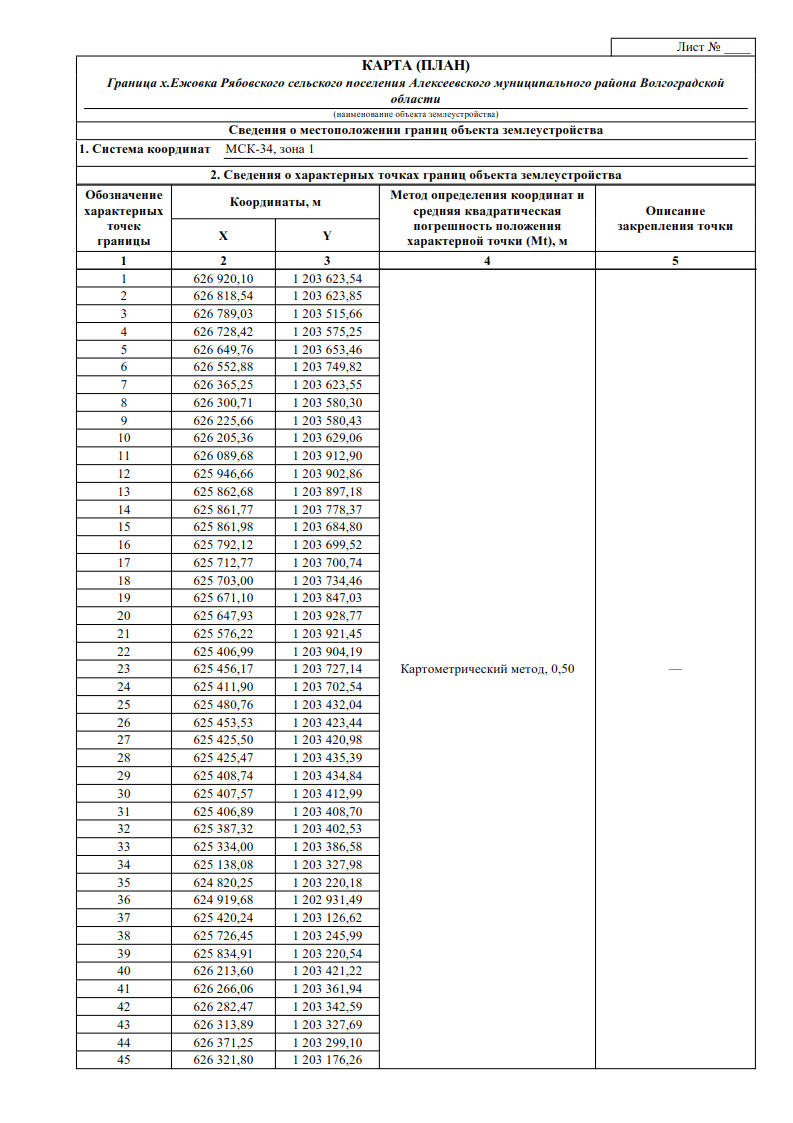 Лист № ____
КАРТА (ПЛАН)
Граница х.Ежовка Рябовского сельского поселения Алексеевского муниципального района Волгоградской
области
(наименование объекта землеустройства)
Сведения о местоположении границ объекта землеустройства
1. Система координат МСК-34, зона 1
2. Сведения о характерных точках границ объекта землеустройства
Обозначение
характерных
точек
границы
Координаты, м
X Y
Метод определения координат и
средняя квадратическая
погрешность положения
характерной точки (Mt), м
Описание
закрепления точки
1 2 3 4 5
1 626 920,10 1 203 623,54
2 626 818,54 1 203 623,85
3 626 789,03 1 203 515,66
4 626 728,42 1 203 575,25
5 626 649,76 1 203 653,46
6 626 552,88 1 203 749,82
7 626 365,25 1 203 623,55
8 626 300,71 1 203 580,30
9 626 225,66 1 203 580,43
10 626 205,36 1 203 629,06
11 626 089,68 1 203 912,90
12 625 946,66 1 203 902,86
13 625 862,68 1 203 897,18
14 625 861,77 1 203 778,37
15 625 861,98 1 203 684,80
16 625 792,12 1 203 699,52
17 625 712,77 1 203 700,74
18 625 703,00 1 203 734,46
19 625 671,10 1 203 847,03
20 625 647,93 1 203 928,77
21 625 576,22 1 203 921,45
22 625 406,99 1 203 904,19
23 625 456,17 1 203 727,14 Картометрический метод, 0,50 —
24 625 411,90 1 203 702,54
25 625 480,76 1 203 432,04
26 625 453,53 1 203 423,44
27 625 425,50 1 203 420,98
28 625 425,47 1 203 435,39
29 625 408,74 1 203 434,84
30 625 407,57 1 203 412,99
31 625 406,89 1 203 408,70
32 625 387,32 1 203 402,53
33 625 334,00 1 203 386,58
34 625 138,08 1 203 327,98
35 624 820,25 1 203 220,18
36 624 919,68 1 202 931,49
37 625 420,24 1 203 126,62
38 625 726,45 1 203 245,99
39 625 834,91 1 203 220,54
40 626 213,60 1 203 421,22
41 626 266,06 1 203 361,94
42 626 282,47 1 203 342,59
43 626 313,89 1 203 327,69
44 626 371,25 1 203 299,10
45 626 321,80 1 203 176,26